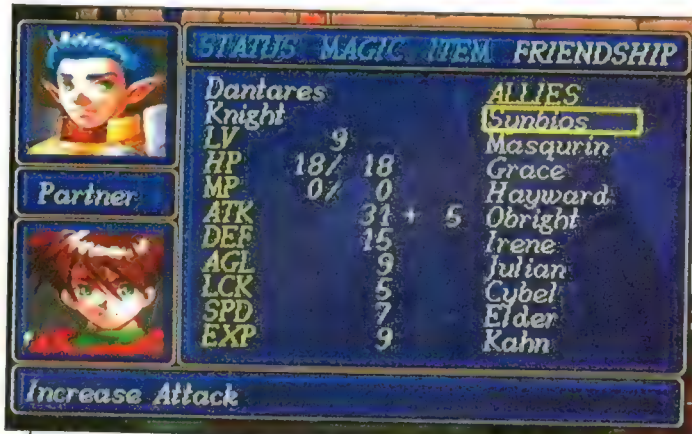 STATUS MAGIC ITEM FRIENDSHIP
Dantares
Knight
LV 9
HP 18/ 18
MP 0/ 0
ATK 31 + 5
DEF 15
AGL 9
LCK 5
SPD 7
EXP 9
ALLIES
Synbios
Masqurin
Grace
Hayward
Obright
Irene
Julian
Cybel
Elder
Kahn
Partner
Increase Attack